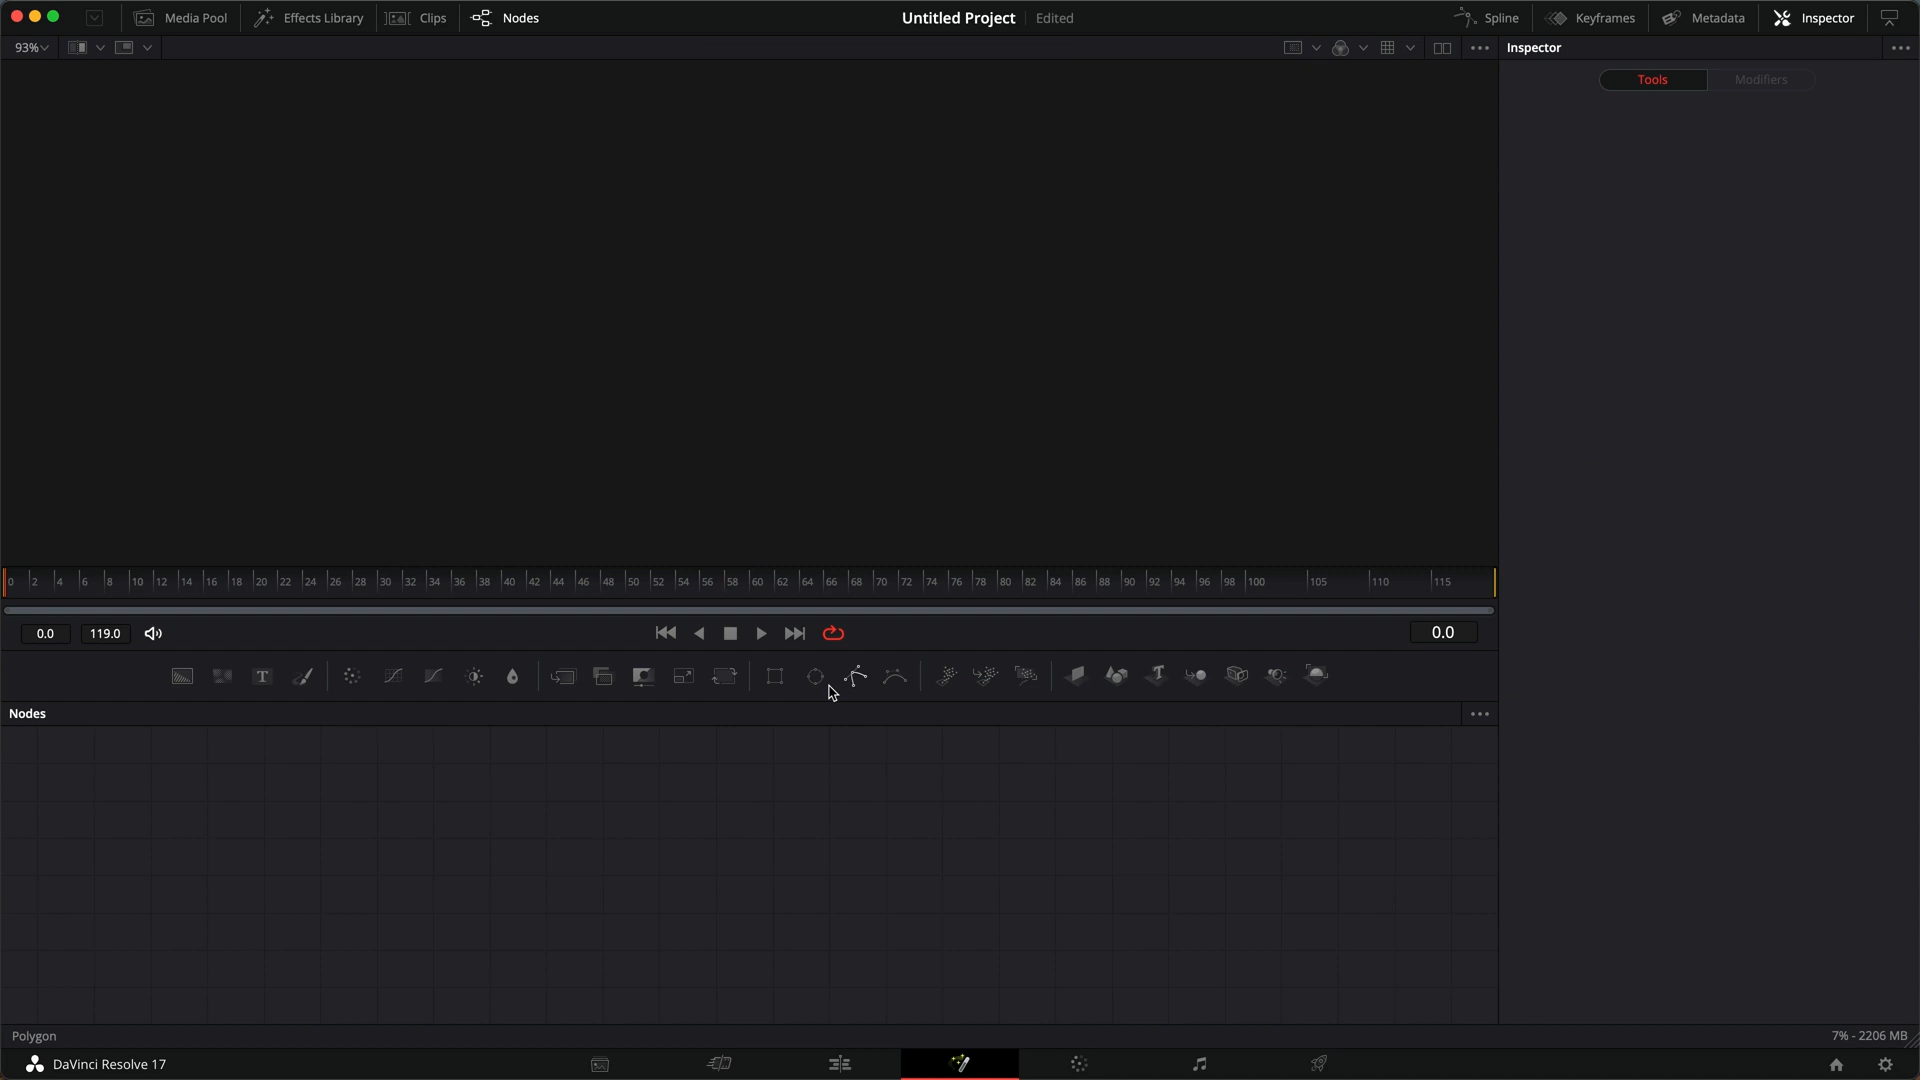 Media Pool Effects Library Clips Nodes Untitled Project Edited Spline Keyframes Metadata Inspector
93% Inspector
Tools Modifiers
0 2 4 6 8 10 12 14 16 18 20 22 24 26 28 30 32 34 36 38 40 42 44 46 48 50 52 54 56 58 60 62 64 66 68 70 72 74 76 78 80 82 84 86 88 90 92 94 96 98 100 105 110 115
0.0 119.0 0.0
T T
Nodes
Polygon 7% - 2206 MB
DaVinci Resolve 17